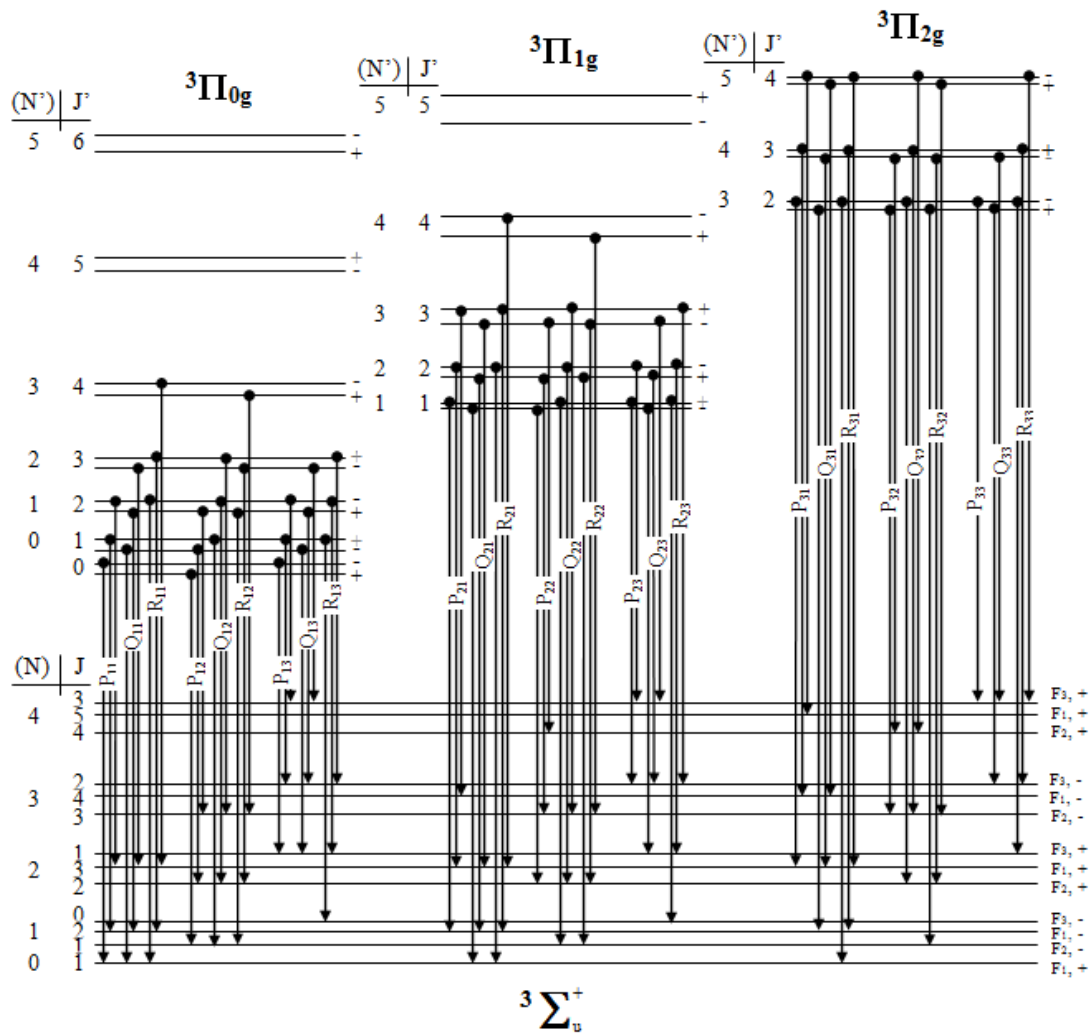 ³Π₀g
(N') J'
5 6 - +
4 5 + -
3 4 - +
2 3 + -
1 2 - +
0 1 + -
0 - +
³Π₁g
(N') J'
5 5 + -
4 4 - +
3 3 + -
2 2 - +
1 1 + -
³Π₂g
(N') J'
5 4 - +
4 3 + -
3 2 - +
P₁₁ Q₁₁ R₁₁ P₁₂ Q₁₂ R₁₂ P₁₃ Q₁₃ R₁₃
P₂₁ Q₂₁ R₂₁ P₂₂ Q₂₂ R₂₂ P₂₃ Q₂₃ R₂₃
P₃₁ Q₃₁ R₃₁ P₃₂ Q₃₂ R₃₂ P₃₃ Q₃₃ R₃₃
(N) J
3 F₃, +
4 5 F₁, +
4 F₂, +
2 F₃, -
3 4 F₁, -
3 F₂, -
1 F₃, +
2 3 F₁, +
2 F₂, +
0 F₃, -
1 2 F₁, -
1 F₂, -
0 1 F₁, +
³Σᵤ⁺